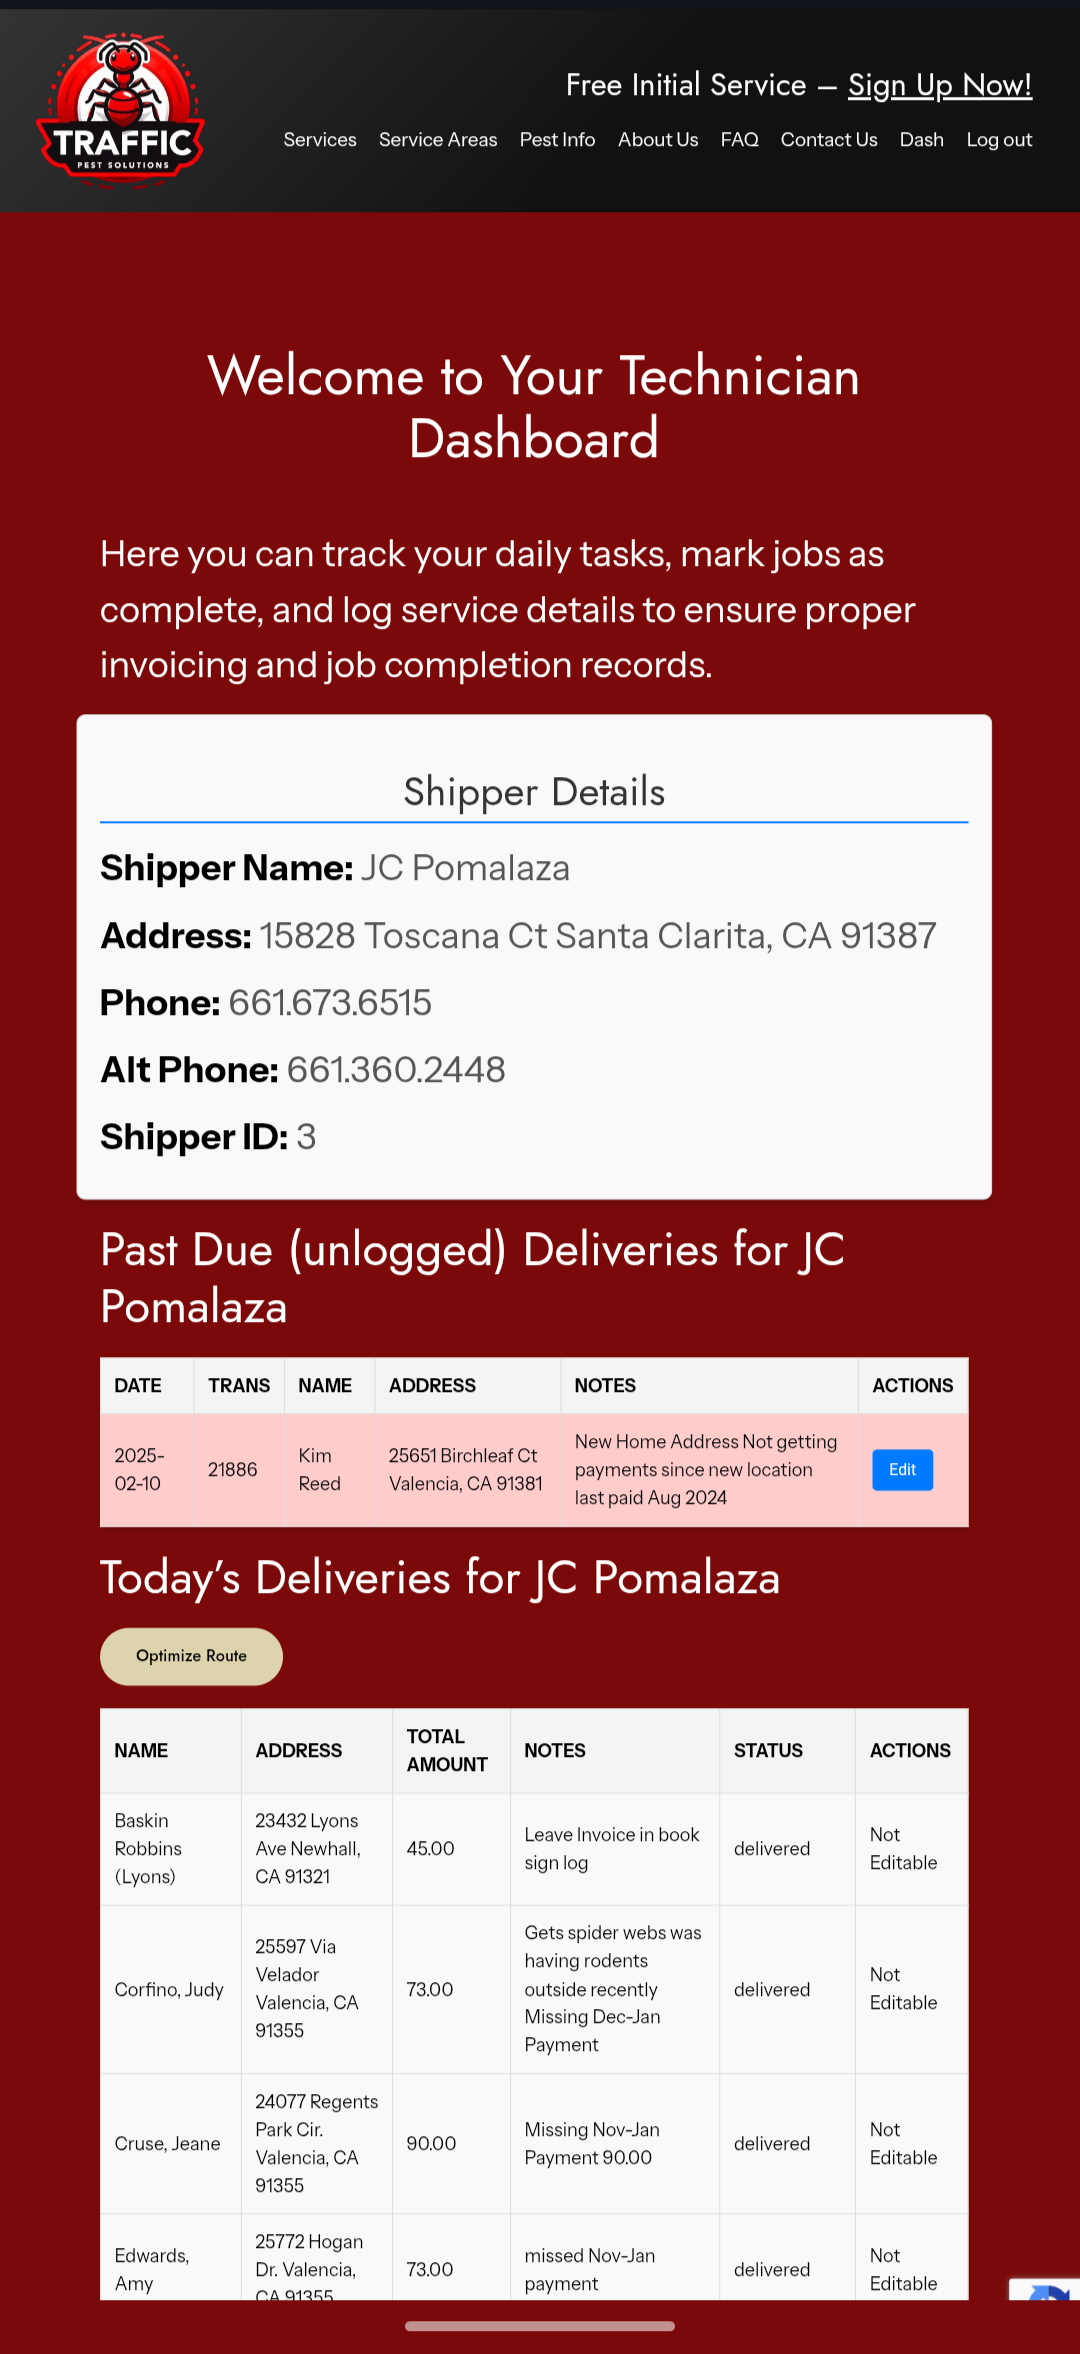 TRAFFIC
PEST SOLUTIONS
Free Initial Service – Sign Up Now!
Services Service Areas Pest Info About Us FAQ Contact Us Dash Log out
Welcome to Your Technician
Dashboard
Here you can track your daily tasks, mark jobs as
complete, and log service details to ensure proper
invoicing and job completion records.
Shipper Details
Shipper Name: JC Pomalaza
Address: 15828 Toscana Ct Santa Clarita, CA 91387
Phone: 661.673.6515
Alt Phone: 661.360.2448
Shipper ID: 3
Past Due (unlogged) Deliveries for JC
Pomalaza
DATE TRANS NAME ADDRESS NOTES ACTIONS
2025-
02-10
21886
Kim
Reed
25651 Birchleaf Ct
Valencia, CA 91381
New Home Address Not getting
payments since new location
last paid Aug 2024
Edit
Today’s Deliveries for JC Pomalaza
Optimize Route
NAME
ADDRESS
TOTAL
AMOUNT
NOTES
STATUS
ACTIONS
Baskin
Robbins
(Lyons)
23432 Lyons
Ave Newhall,
CA 91321
45.00
Leave Invoice in book
sign log
delivered
Not
Editable
Corfino, Judy
25597 Via
Velador
Valencia, CA
91355
73.00
Gets spider webs was
having rodents
outside recently
Missing Dec-Jan
Payment
delivered
Not
Editable
Cruse, Jeane
24077 Regents
Park Cir.
Valencia, CA
91355
90.00
Missing Nov-Jan
Payment 90.00
delivered
Not
Editable
Edwards,
Amy
25772 Hogan
Dr. Valencia,
CA 91355
73.00
missed Nov-Jan
payment
delivered
Not
Editable